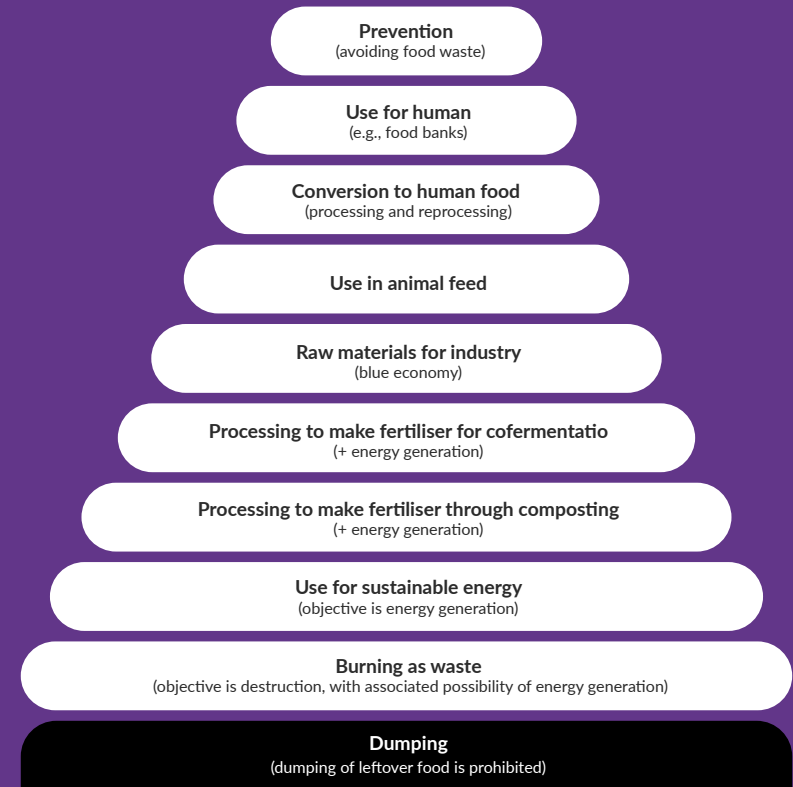 Prevention
(avoiding food waste)
Use for human
(e.g., food banks)
Conversion to human food
(processing and reprocessing)
Use in animal feed
Raw materials for industry
(blue economy)
Processing to make fertiliser for cofermentatio
(+ energy generation)
Processing to make fertiliser through composting
(+ energy generation)
Use for sustainable energy
(objective is energy generation)
Burning as waste
(objective is destruction, with associated possibility of energy generation)
Dumping
(dumping of leftover food is prohibited)